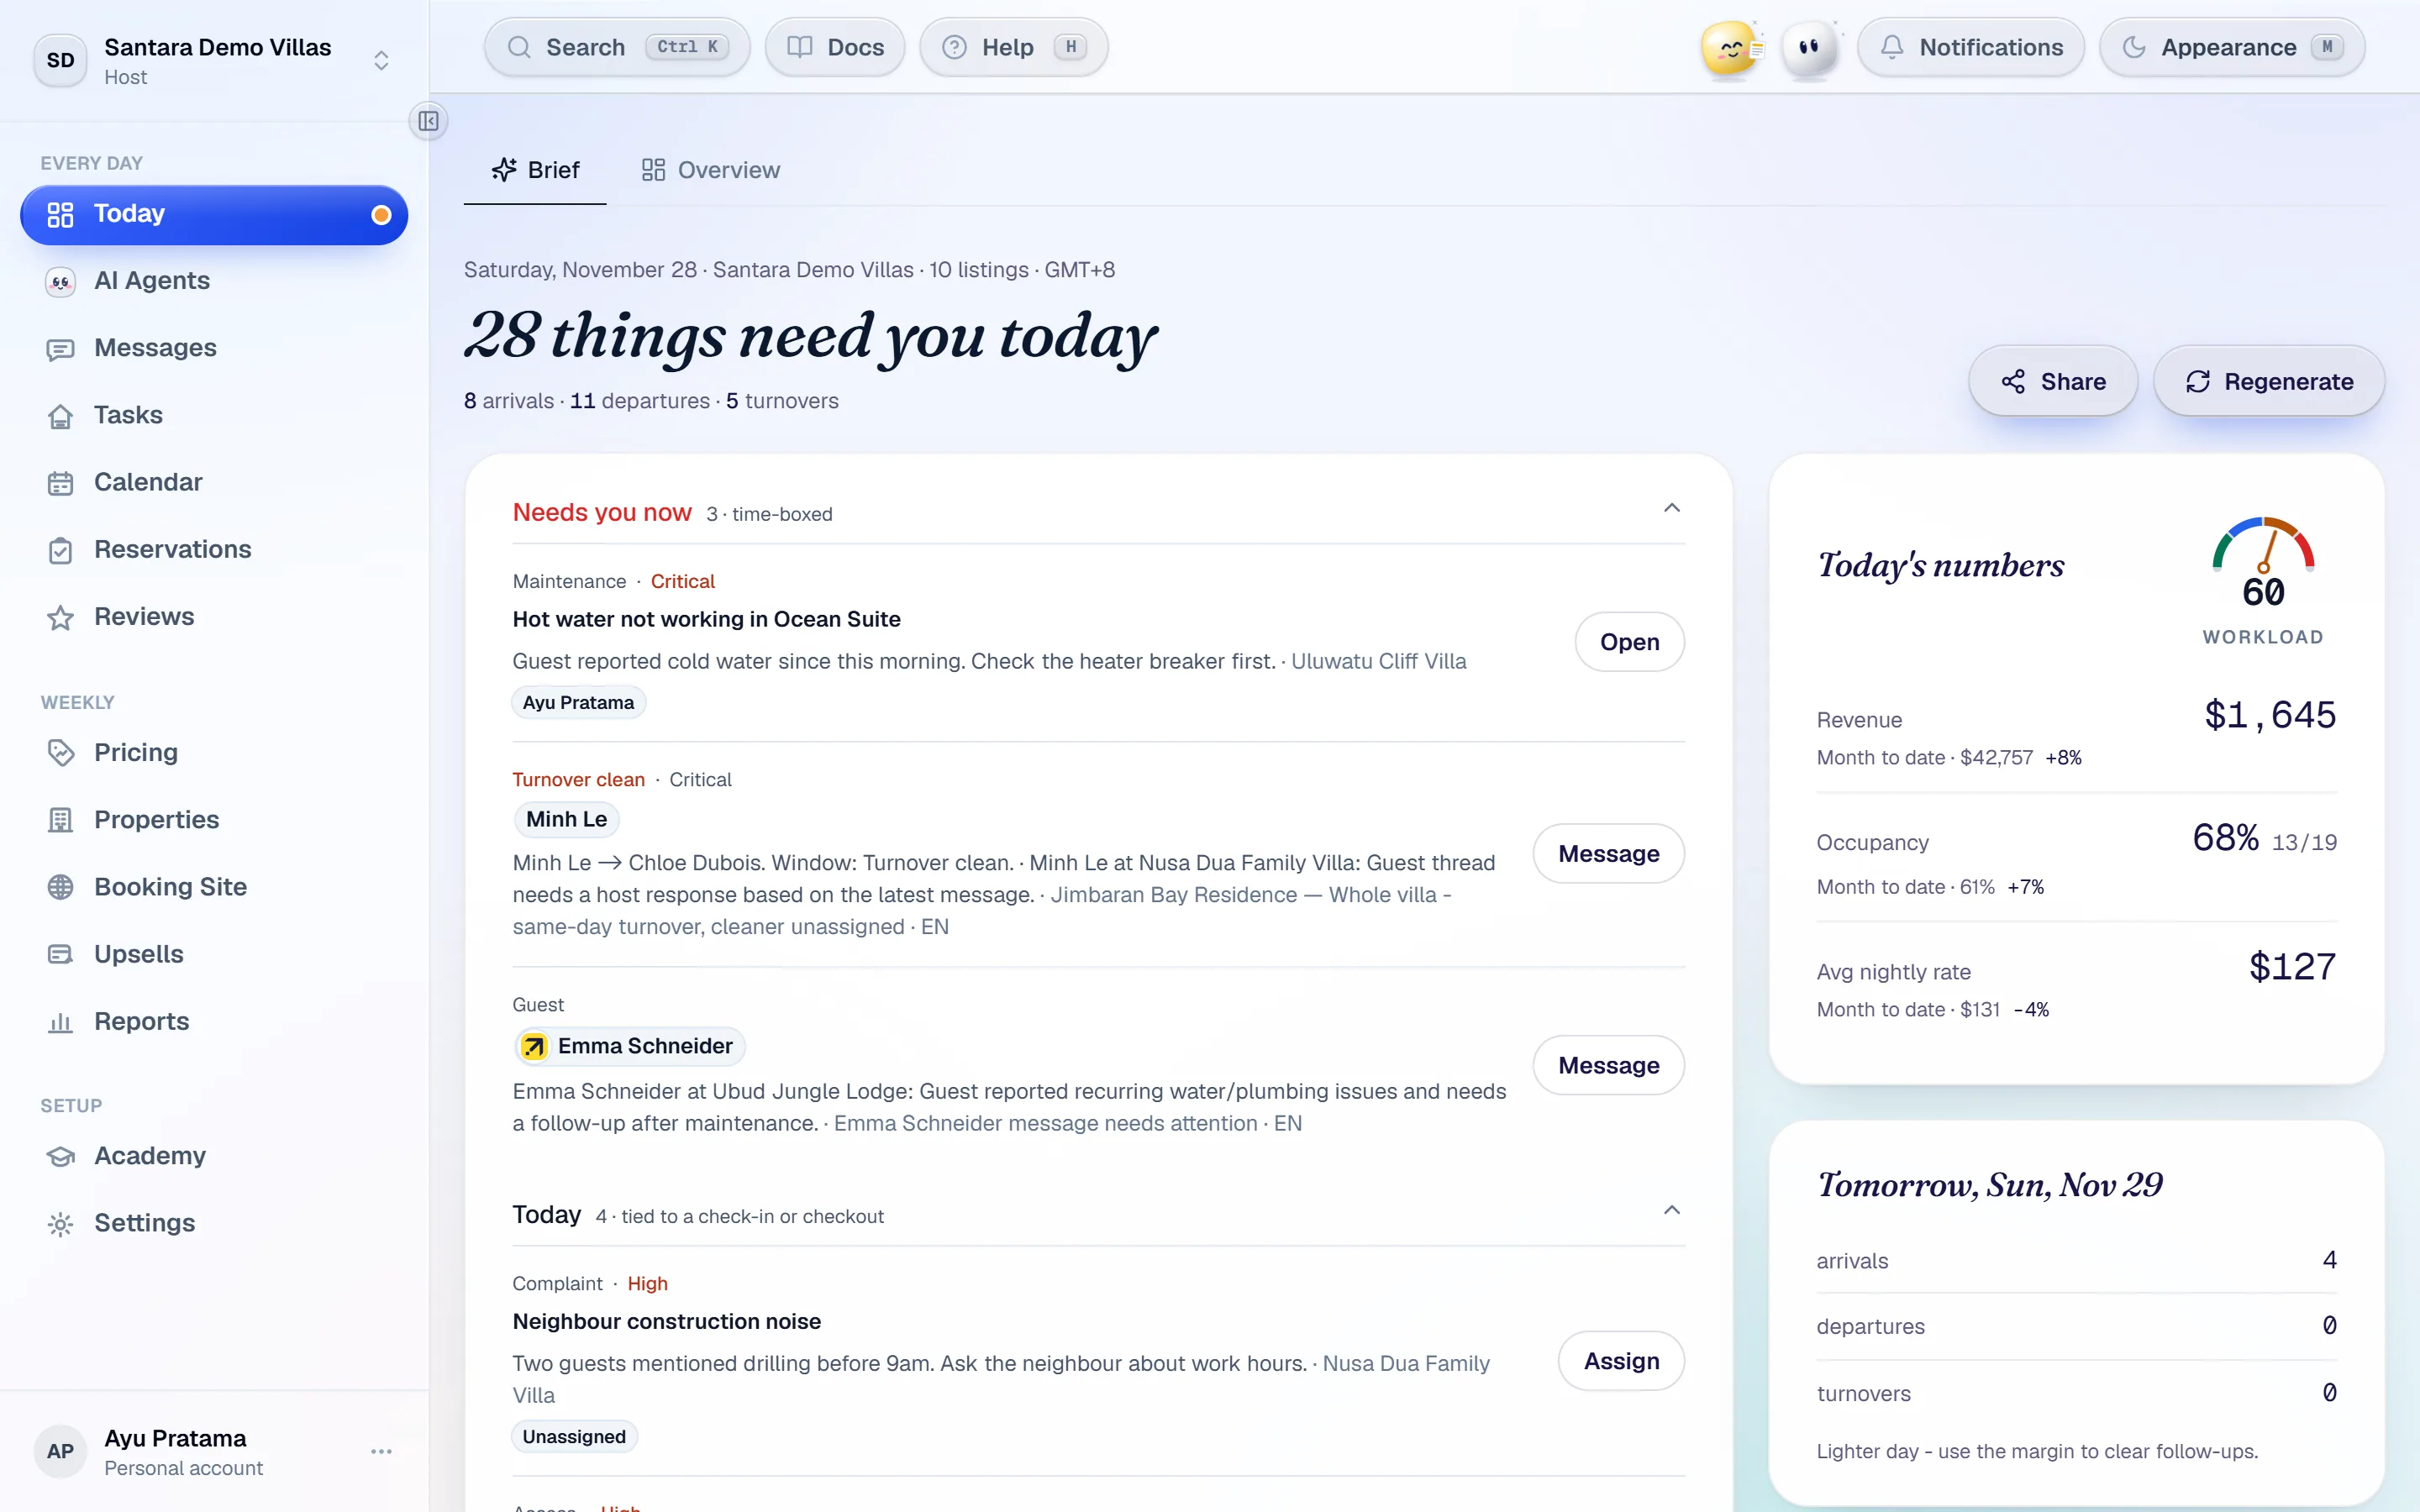 SD
Santara Demo Villas
Host
EVERY DAY
Today
AI Agents
Messages
Tasks
Calendar
Reservations
Reviews
WEEKLY
Pricing
Properties
Booking Site
Upsells
Reports
SETUP
Academy
Settings
AP
Ayu Pratama
Personal account
Search Ctrl K
Docs
Help H
Notifications
Appearance M
Brief
Overview
Saturday, November 28 · Santara Demo Villas · 10 listings · GMT+8
28 things need you today
8 arrivals · 11 departures · 5 turnovers
Share
Regenerate
Needs you now 3 · time-boxed
Maintenance · Critical
Hot water not working in Ocean Suite
Guest reported cold water since this morning. Check the heater breaker first. · Uluwatu Cliff Villa
Ayu Pratama
Open
Turnover clean · Critical
Minh Le
Minh Le → Chloe Dubois. Window: Turnover clean. · Minh Le at Nusa Dua Family Villa: Guest thread
needs a host response based on the latest message. · Jimbaran Bay Residence — Whole villa -
same-day turnover, cleaner unassigned · EN
Message
Guest
Emma Schneider
Emma Schneider at Ubud Jungle Lodge: Guest reported recurring water/plumbing issues and needs
a follow-up after maintenance. · Emma Schneider message needs attention · EN
Message
Today 4 · tied to a check-in or checkout
Complaint · High
Neighbour construction noise
Two guests mentioned drilling before 9am. Ask the neighbour about work hours. · Nusa Dua Family
Villa
Unassigned
Assign
Access · High
Today's numbers
60
WORKLOAD
Revenue $1,645
Month to date · $42,757 +8%
Occupancy 68% 13/19
Month to date · 61% +7%
Avg nightly rate $127
Month to date · $131 -4%
Tomorrow, Sun, Nov 29
arrivals 4
departures 0
turnovers 0
Lighter day - use the margin to clear follow-ups.